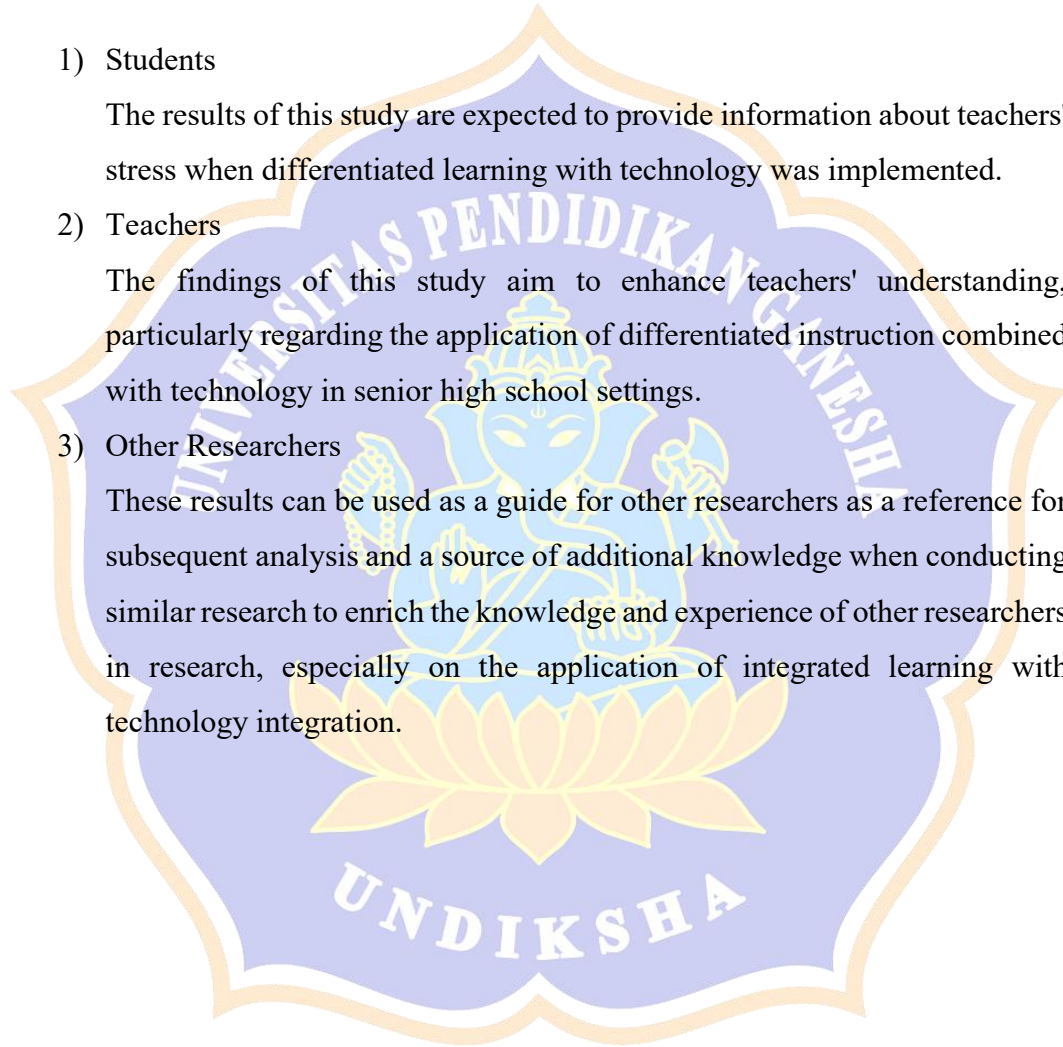 1) Students
The results of this study are expected to provide information about teachers'
stress when differentiated learning with technology was implemented.
UNIVERSITAS PENDIDIKAN GANESHA
2) Teachers
The findings of this study aim to enhance teachers' understanding,
particularly regarding the application of differentiated instruction combined
with technology in senior high school settings.
3) Other Researchers
These results can be used as a guide for other researchers as a reference for
subsequent analysis and a source of additional knowledge when conducting
similar research to enrich the knowledge and experience of other researchers
in research, especially on the application of integrated learning with
technology integration.
UNDIKSHA